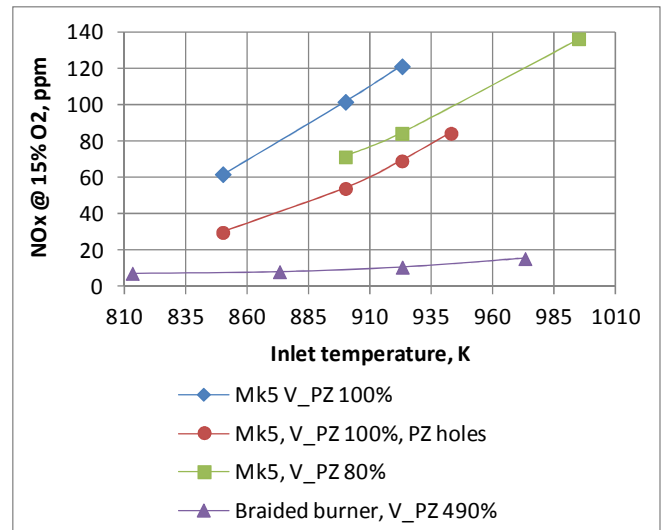 NOx @ 15% O2, ppm
140
120
100
80
60
40
20
0
810 835 860 885 910 935 960 985 1010
Inlet temperature, K
Mk5 V_PZ 100%
Mk5, V_PZ 100%, PZ holes
Mk5, V_PZ 80%
Braided burner, V_PZ 490%